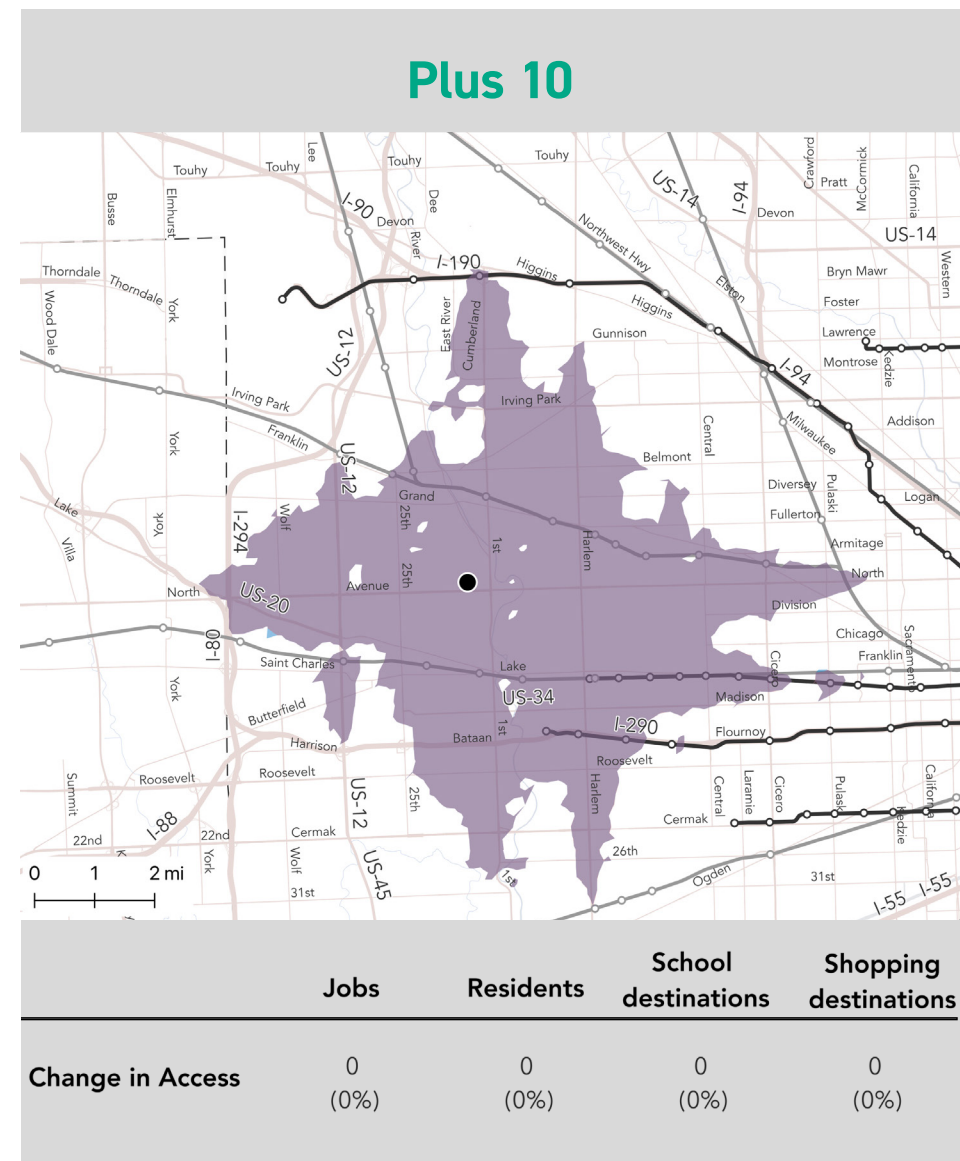 Plus 10
Touhy
Touhy
Lee
Touhy
Touhy
Crawford
McCormick
California
Pratt
Busse
Elmhurst
I-90
Devon
Dee
River
US-14
I-94
Devon
US-14
Northwest Hwy
Thorndale
Thorndale
I-190
Higgins
Higgins
Elston
Bryn Mawr
Western
Foster
Wood Dale
York
East River
Cumberland
Gunnison
Lawrence
Montrose
Kedzie
US-12
I-94
Irving Park
Irving Park
Franklin
York
Central
Milwaukee
Addison
US-12
Belmont
Diversey
Pulaski
Logan
Lake
Grand
Fullerton
York
I-294
Wolf
25th
Villa
1st
Harlem
Armitage
North
US-20
Avenue
25th
North
Division
I-80
Chicago
Sacramento
Saint Charles
Lake
Cicero
Franklin
York
US-34
Madison
Butterfield
Harrison
Bataan
1st
I-290
Flournoy
Roosevelt
Summit
Roosevelt
Roosevelt
US-12
25th
Harlem
Central
Laramie
Cicero
Pulaski
Kedzie
California
I-88
22nd
22nd
York
Cermak
Wolf
Cermak
K
US-45
26th
1st
Ogden
31st
31st
I-55
I-55
0 1 2 mi
Jobs Residents School destinations Shopping destinations
Change in Access 0 0 0 0
(0%) (0%) (0%) (0%)